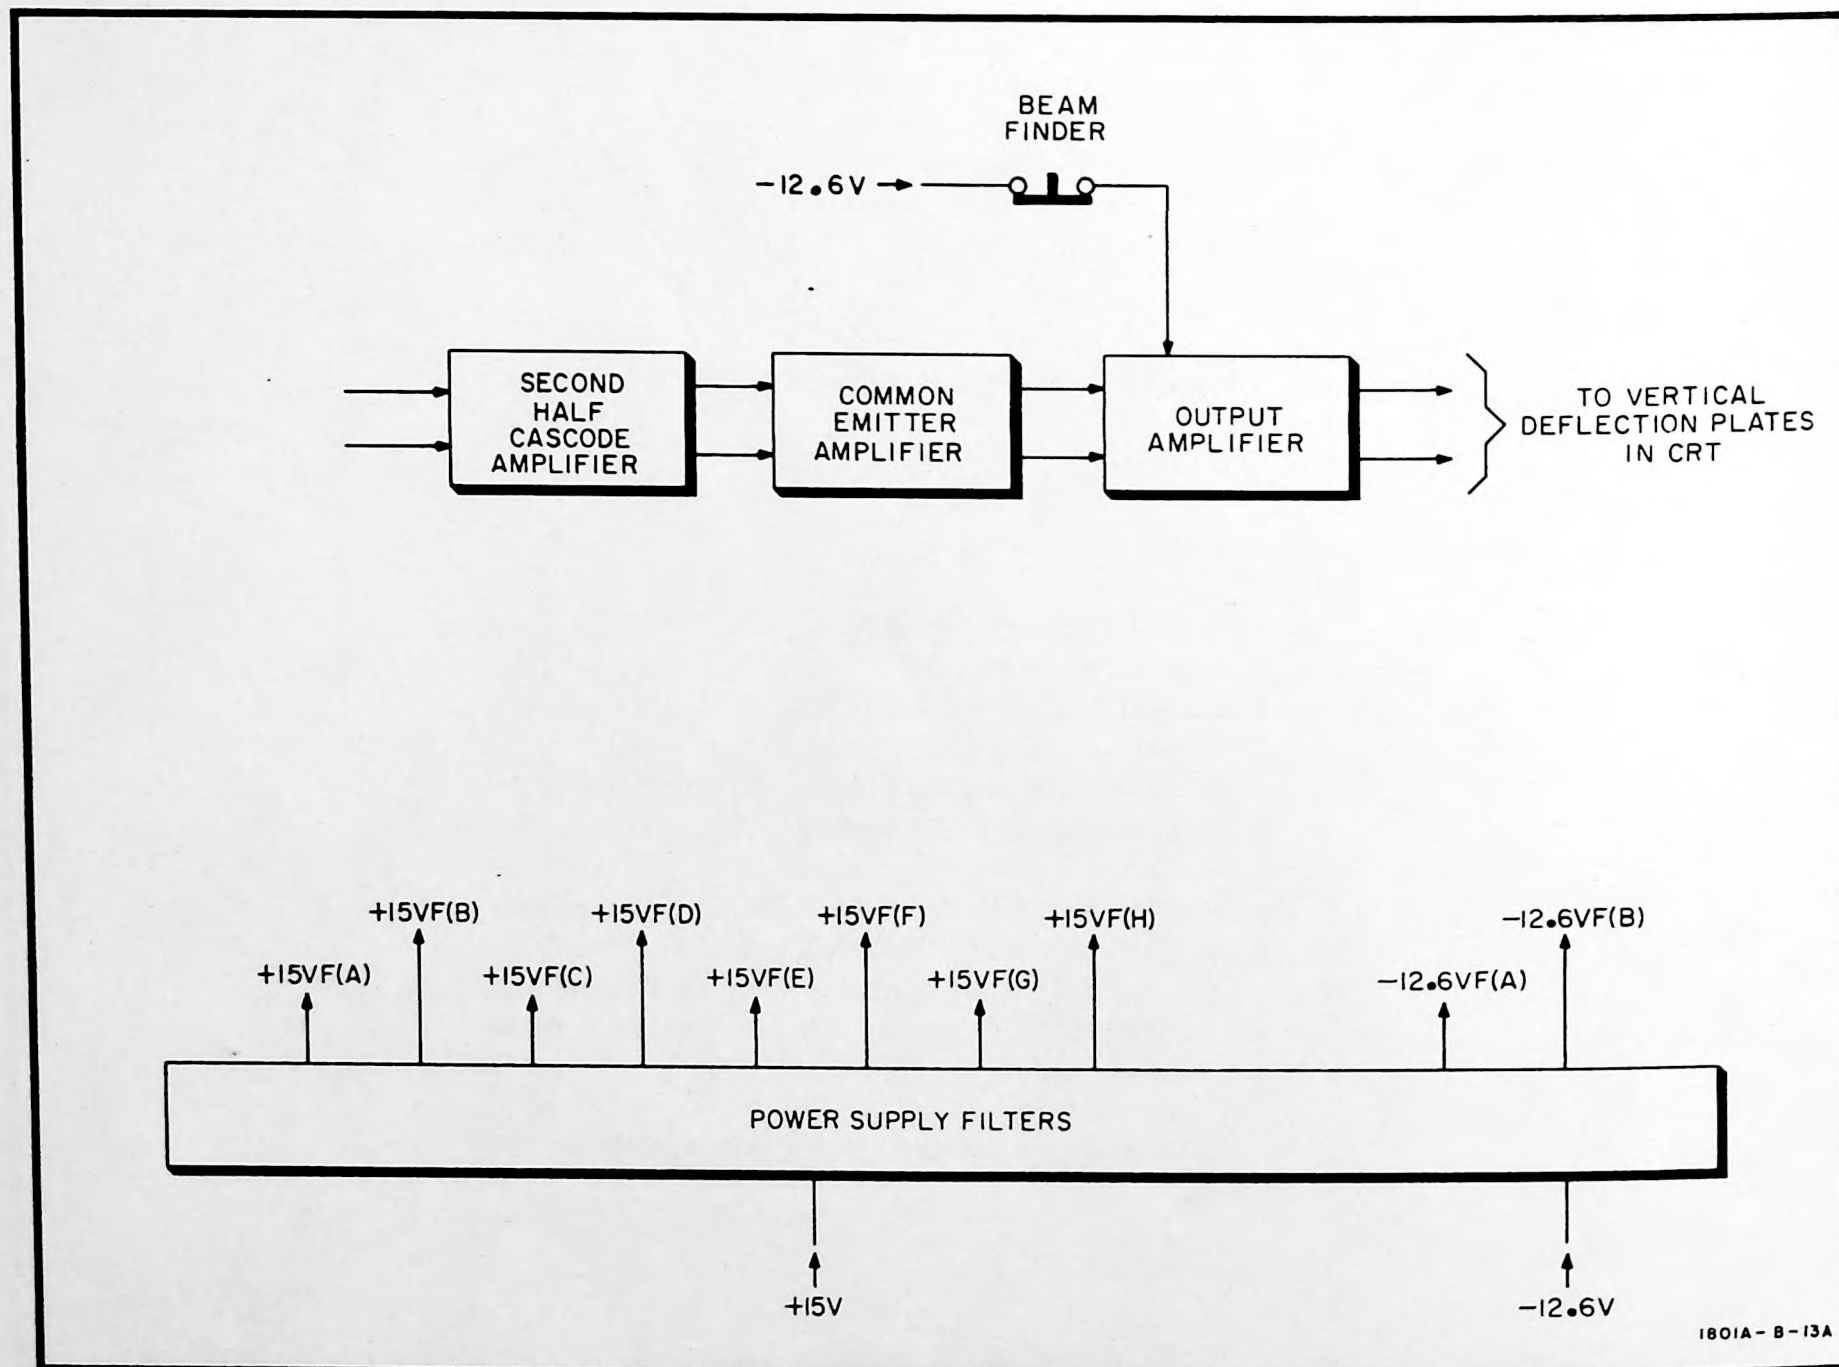 BEAM
FINDER
-12.6V
SECOND
HALF
CASCODE
AMPLIFIER
COMMON
EMITTER
AMPLIFIER
OUTPUT
AMPLIFIER
TO VERTICAL
DEFLECTION PLATES
IN CRT
+15VF(A)
+15VF(B)
+15VF(C)
+15VF(D)
+15VF(E)
+15VF(F)
+15VF(G)
+15VF(H)
-12.6VF(A)
-12.6VF(B)
POWER SUPPLY FILTERS
+15V
-12.6V
1801A-B-13A